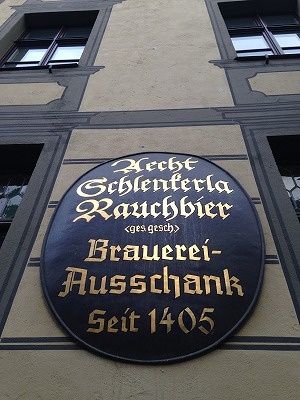 Aecht
Schlenkerla
Rauchbier
<ges.gesch>
Brauerei-
Ausschank
Seit 1405